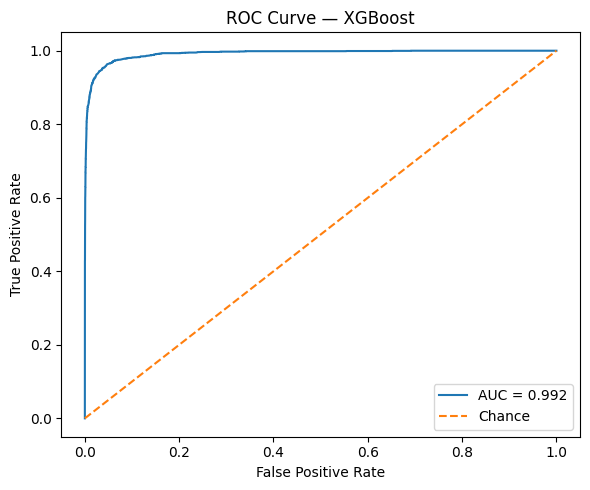 ROC Curve — XGBoost
True Positive Rate
1.0
0.8
0.6
0.4
0.2
0.0
AUC = 0.992
Chance
0.0 0.2 0.4 0.6 0.8 1.0
False Positive Rate